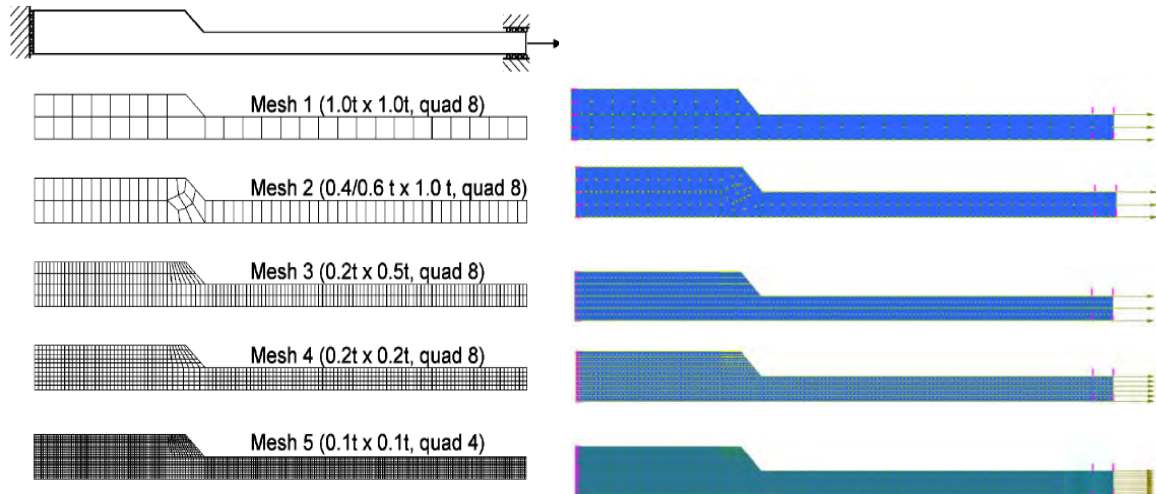 Mesh 1 (1.0t x 1.0t, quad 8)
Mesh 2 (0.4/0.6 t x 1.0 t, quad 8)
Mesh 3 (0.2t x 0.5t, quad 8)
Mesh 4 (0.2t x 0.2t, quad 8)
Mesh 5 (0.1t x 0.1t, quad 4)